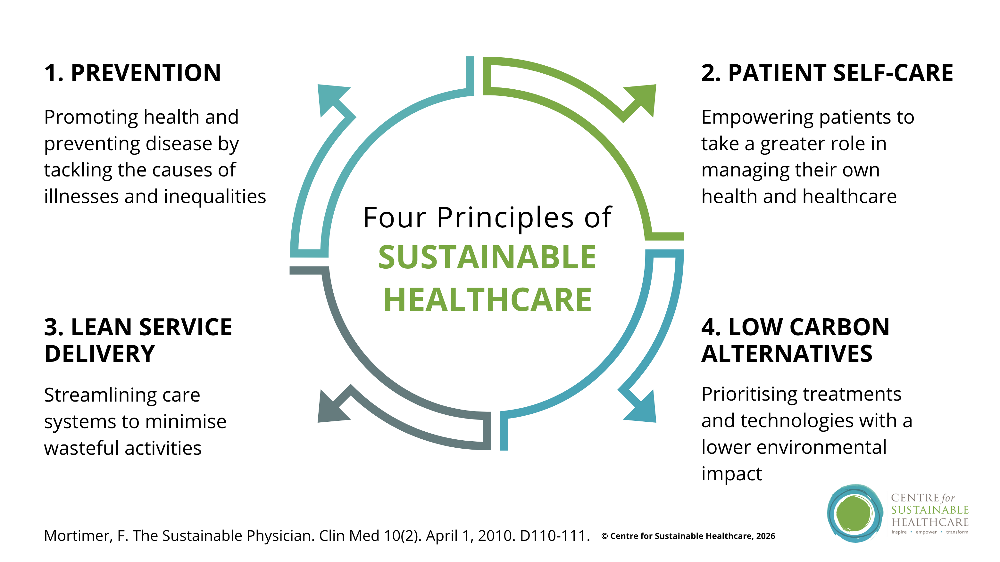 1. PREVENTION
Promoting health and
preventing disease by
tackling the causes of
illnesses and inequalities
2. PATIENT SELF-CARE
Empowering patients to
take a greater role in
managing their own
health and healthcare
Four Principles of
SUSTAINABLE
HEALTHCARE
3. LEAN SERVICE
DELIVERY
Streamlining care
systems to minimise
wasteful activities
4. LOW CARBON
ALTERNATIVES
Prioritising treatments
and technologies with a
lower environmental
impact
Mortimer, F. The Sustainable Physician. Clin Med 10(2). April 1, 2010. D110-111.
© Centre for Sustainable Healthcare, 2026
CENTRE for
SUSTAINABLE
HEALTHCARE
inspire • empower • transform